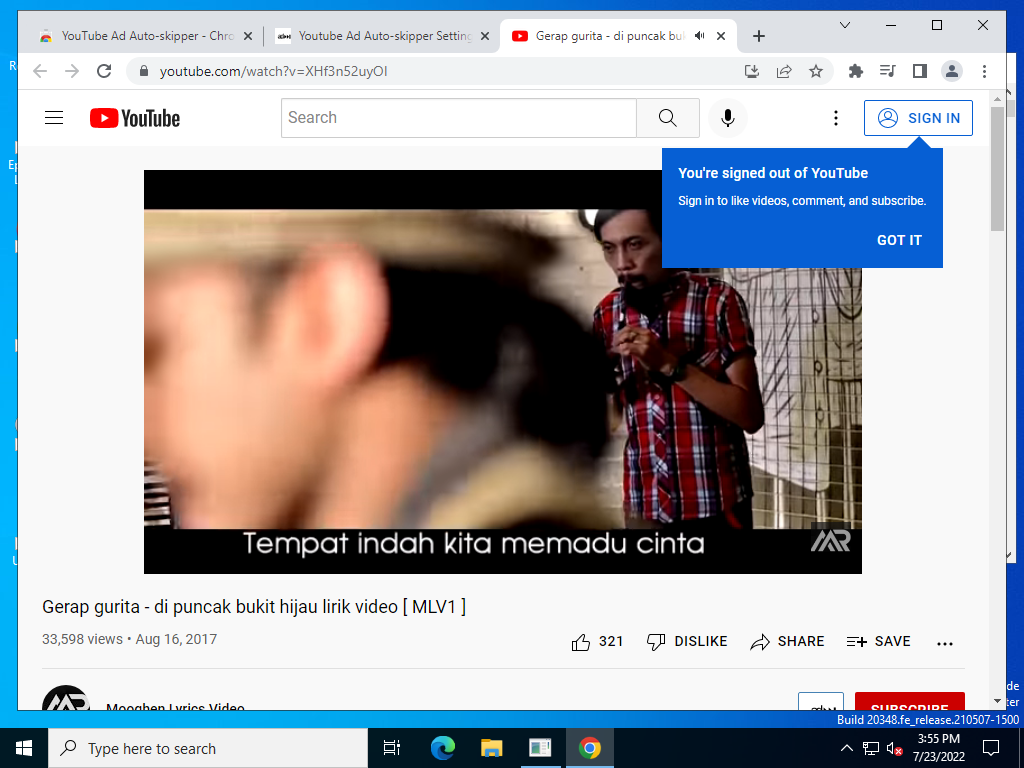 YouTube Ad Auto-skipper - Chro
Youtube Ad Auto-skipper Setting
Gerap gurita - di puncak buk
youtube.com/watch?v=XHf3n52uyOI
YouTube
Search
SIGN IN
You're signed out of YouTube
Sign in to like videos, comment, and subscribe.
GOT IT
Tempat indah kita memadu cinta
MR
Gerap gurita - di puncak bukit hijau lirik video [ MLV1 ]
33,598 views • Aug 16, 2017
321
DISLIKE
SHARE
SAVE
Mooghen Lyrics Video
SUBSCRIBE
Build 20348.fe_release.210507-1500
Type here to search
3:55 PM
7/23/2022